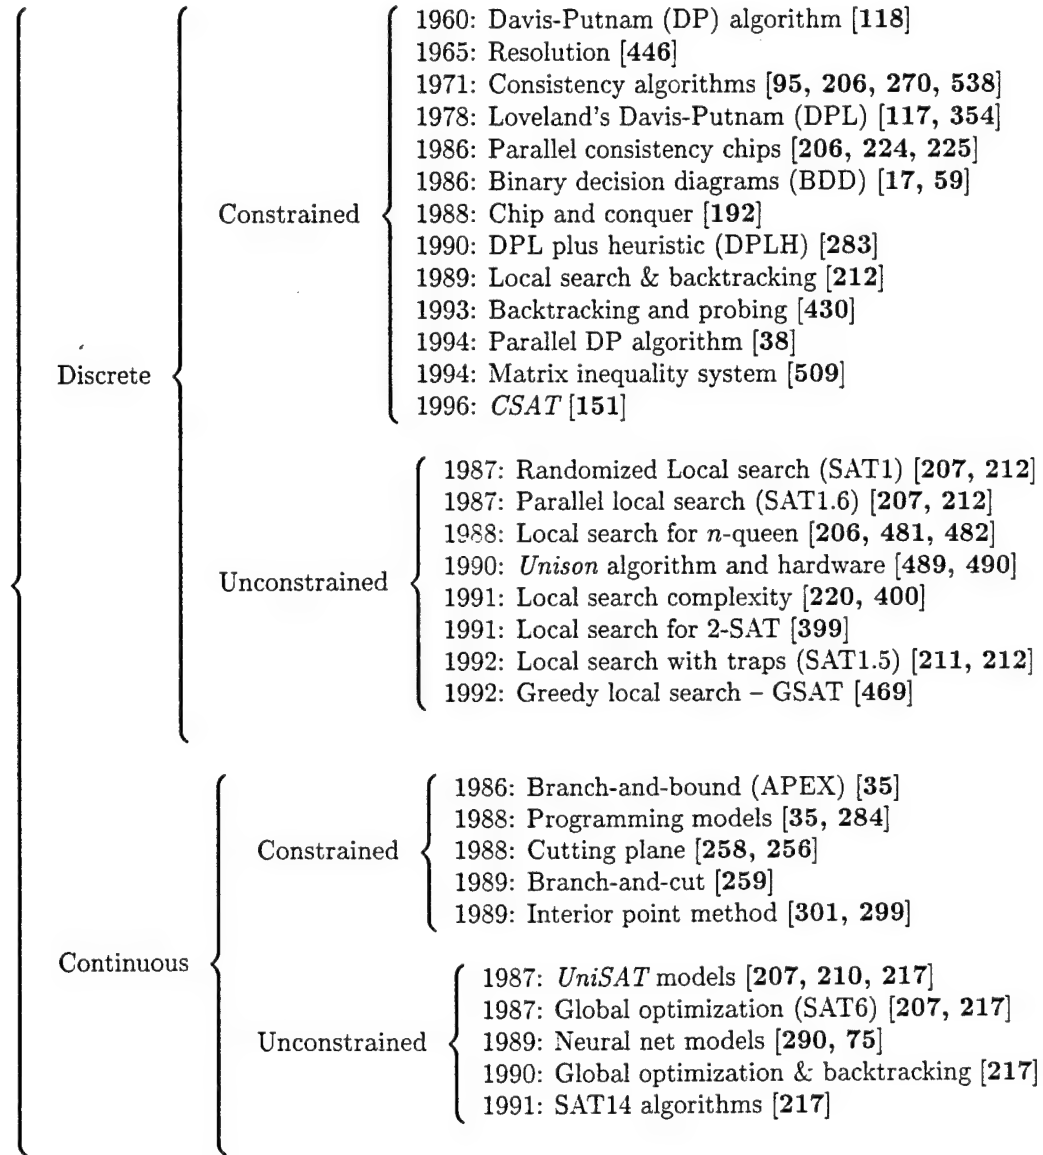 1960: Davis-Putnam (DP) algorithm [118]
1965: Resolution [446]
1971: Consistency algorithms [95, 206, 270, 538]
1978: Loveland's Davis-Putnam (DPL) [117, 354]
1986: Parallel consistency chips [206, 224, 225]
1986: Binary decision diagrams (BDD) [17, 59]
Constrained
1988: Chip and conquer [192]
1990: DPL plus heuristic (DPLH) [283]
1989: Local search & backtracking [212]
1993: Backtracking and probing [430]
1994: Parallel DP algorithm [38]
Discrete
1994: Matrix inequality system [509]
1996: CSAT [151]
1987: Randomized Local search (SAT1) [207, 212]
1987: Parallel local search (SAT1.6) [207, 212]
1988: Local search for n-queen [206, 481, 482]
1990: Unison algorithm and hardware [489, 490]
Unconstrained
1991: Local search complexity [220, 400]
1991: Local search for 2-SAT [399]
1992: Local search with traps (SAT1.5) [211, 212]
1992: Greedy local search – GSAT [469]
1986: Branch-and-bound (APEX) [35]
1988: Programming models [35, 284]
Constrained
1988: Cutting plane [258, 256]
1989: Branch-and-cut [259]
1989: Interior point method [301, 299]
Continuous
1987: UniSAT models [207, 210, 217]
1987: Global optimization (SAT6) [207, 217]
Unconstrained
1989: Neural net models [290, 75]
1990: Global optimization & backtracking [217]
1991: SAT14 algorithms [217]